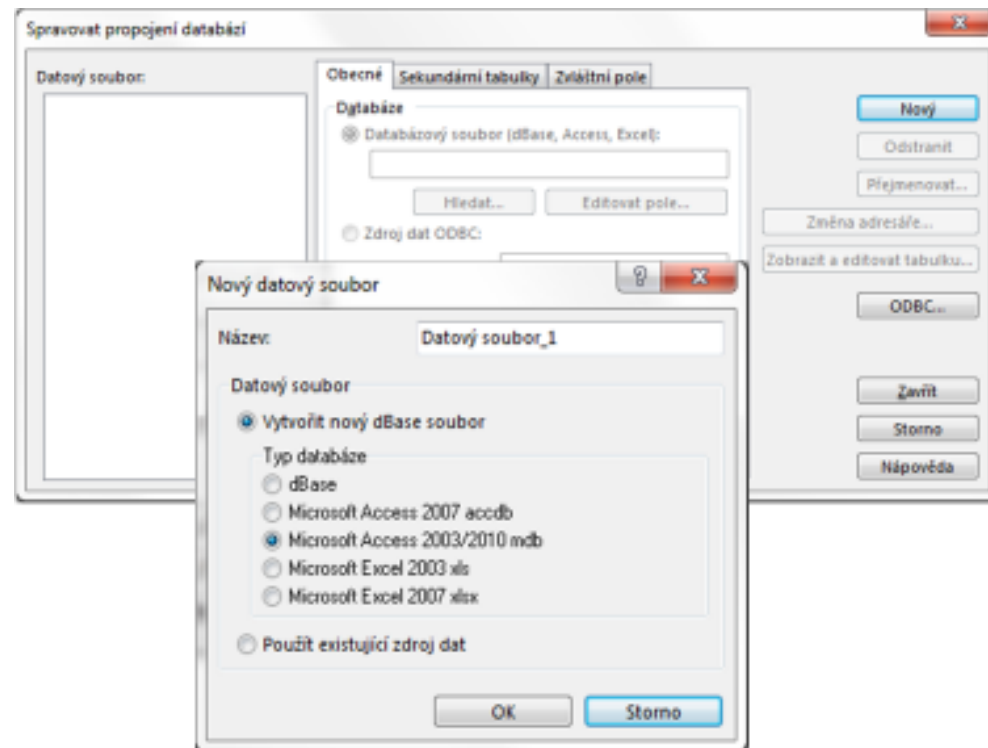 Spravovat propojení databází
Datový soubor:
Obecné Sekundární tabulky Zvláštní pole
Databáze
Databázový soubor (dBase, Access, Excel):
Hledat... Editovat pole...
Zdroj dat ODBC:
Nový
Odstranit
Přejmenovat...
Změna adresáře...
Zobrazit a editovat tabulku...
ODBC...
Zavřít
Storno
Nápověda
Nový datový soubor
Název: Datový soubor_1
Datový soubor
Vytvořit nový dBase soubor
Typ databáze
dBase
Microsoft Access 2007 accdb
Microsoft Access 2003/2010 mdb
Microsoft Excel 2003 xls
Microsoft Excel 2007 xlsx
Použít existující zdroj dat
OK Storno